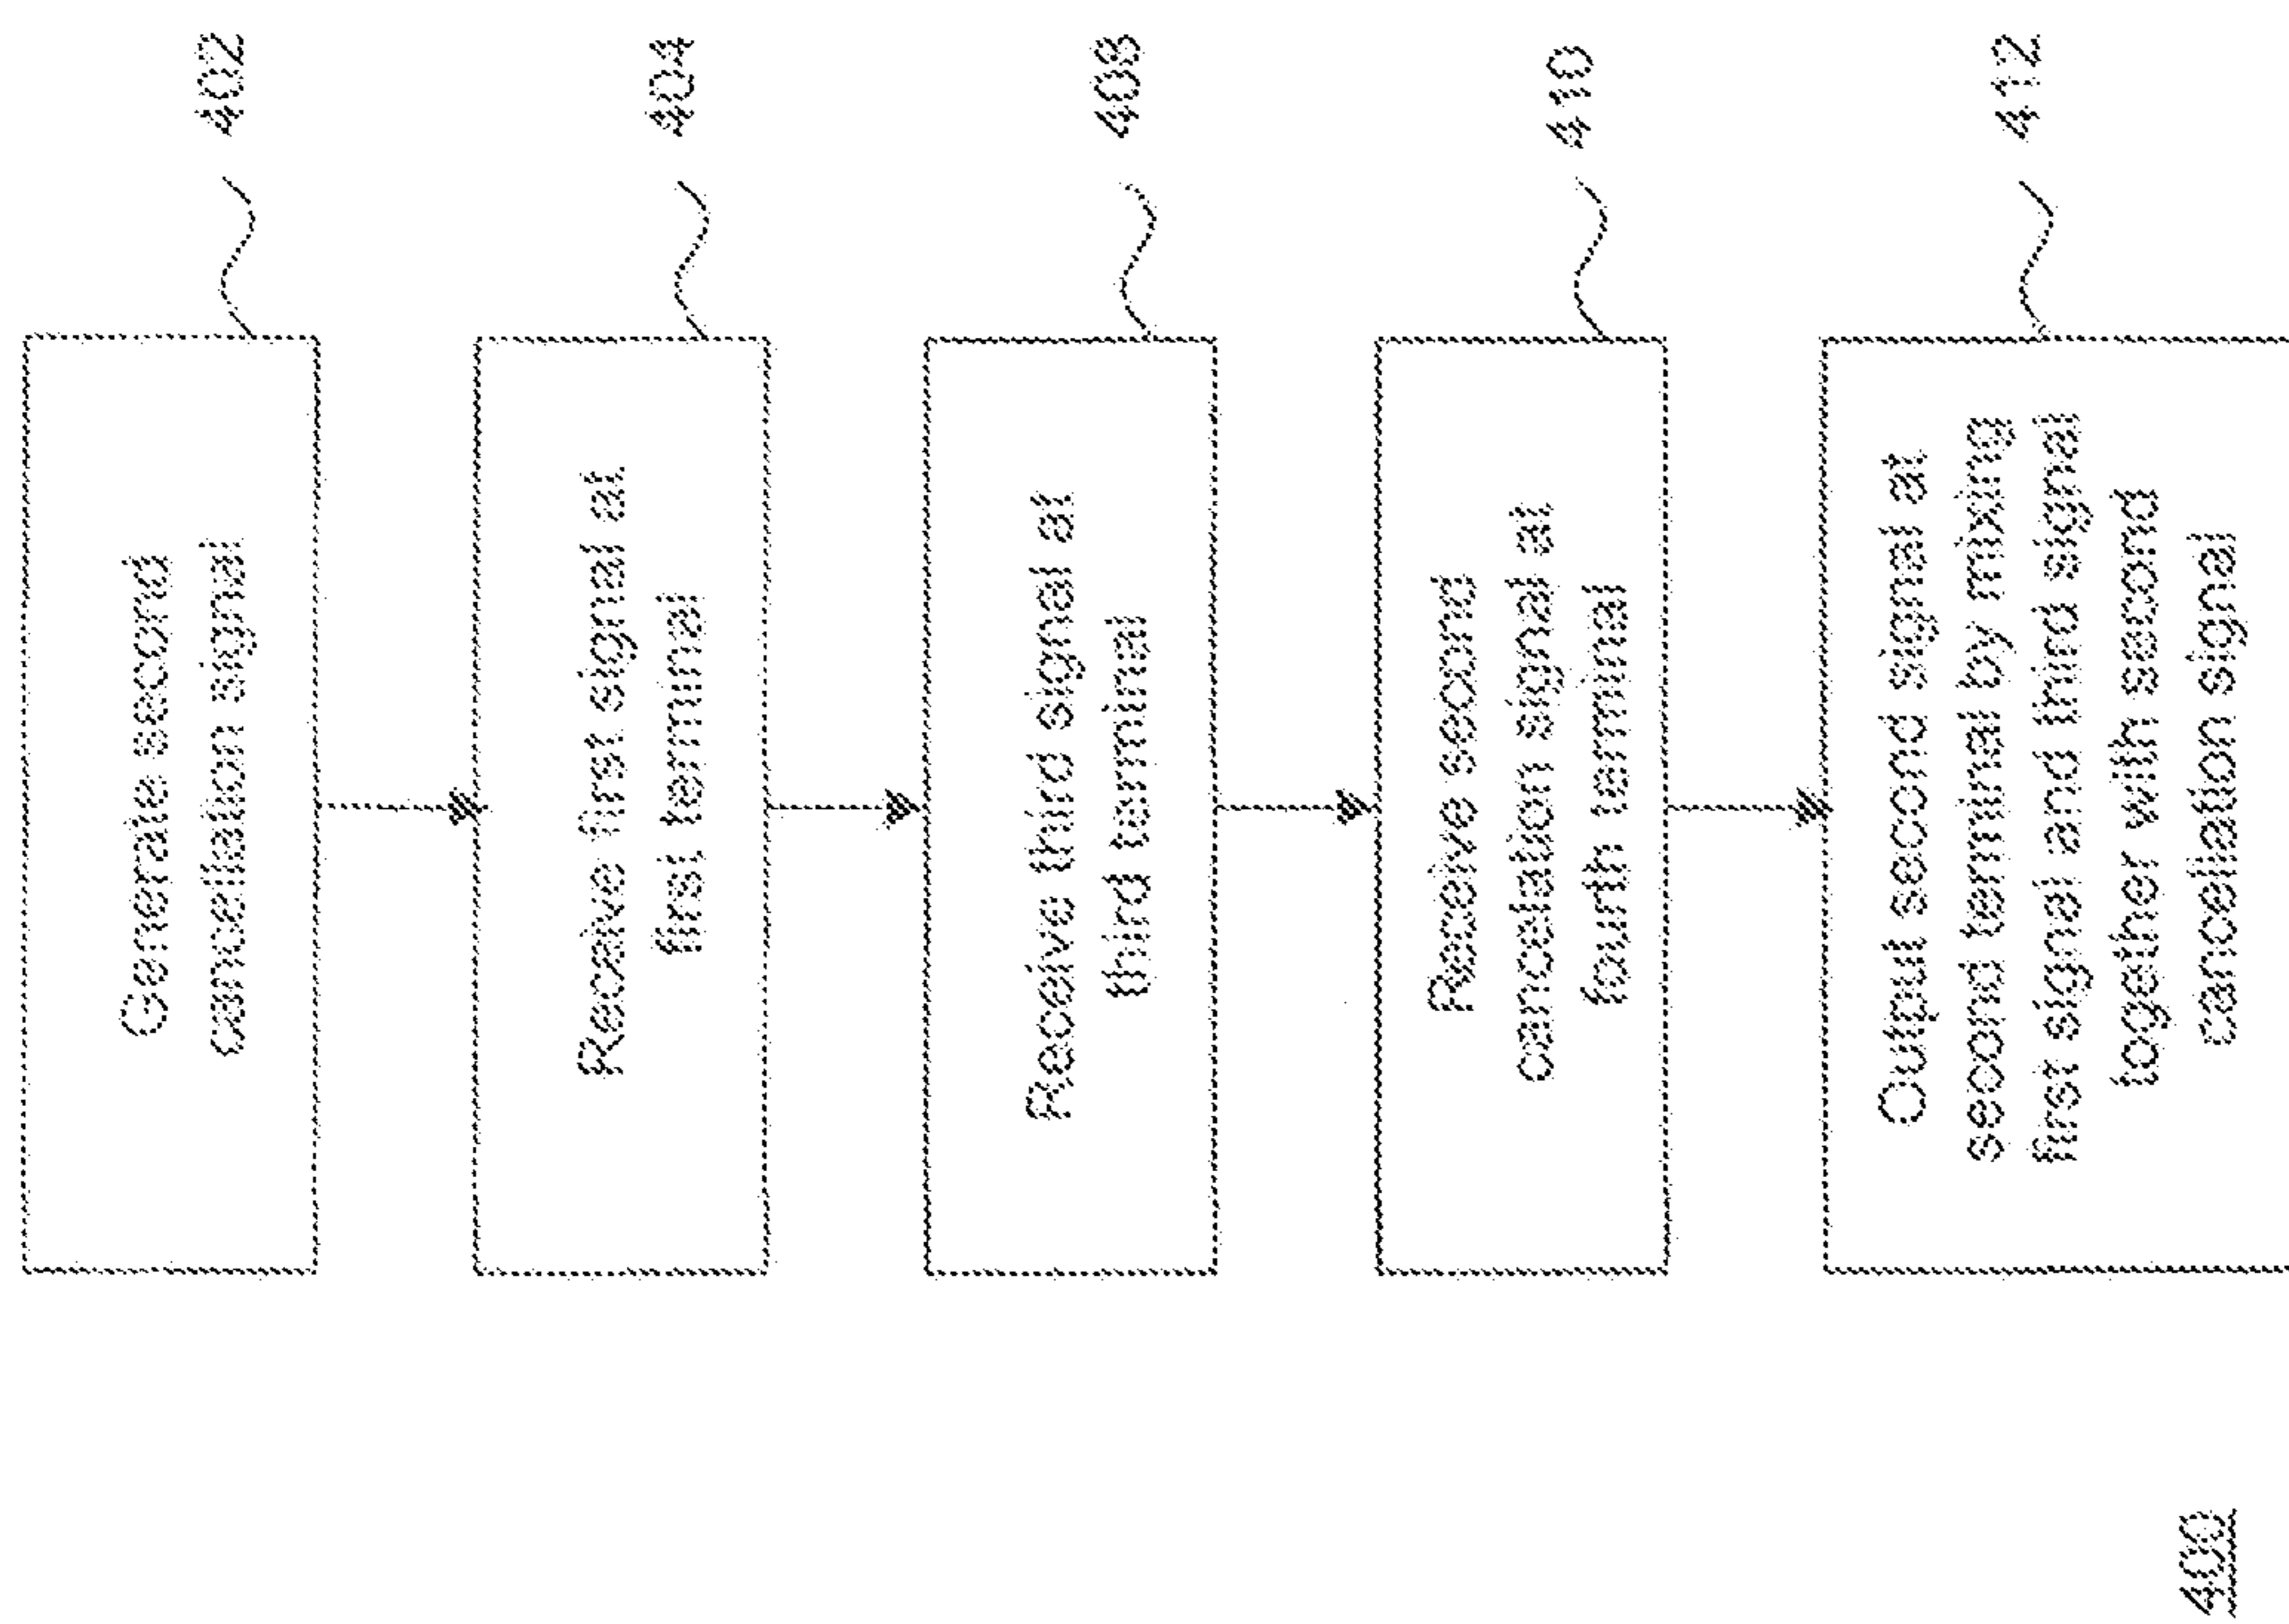 Generate second
cancellation signal
402
Receive first signal at
first terminal
404
Receive third signal at
third terminal
408
Receive second
cancelation signal at
fourth terminal
410
Output second signal at
second terminal by mixing
first signal and third signal
together with second
cancellation signal
412
400